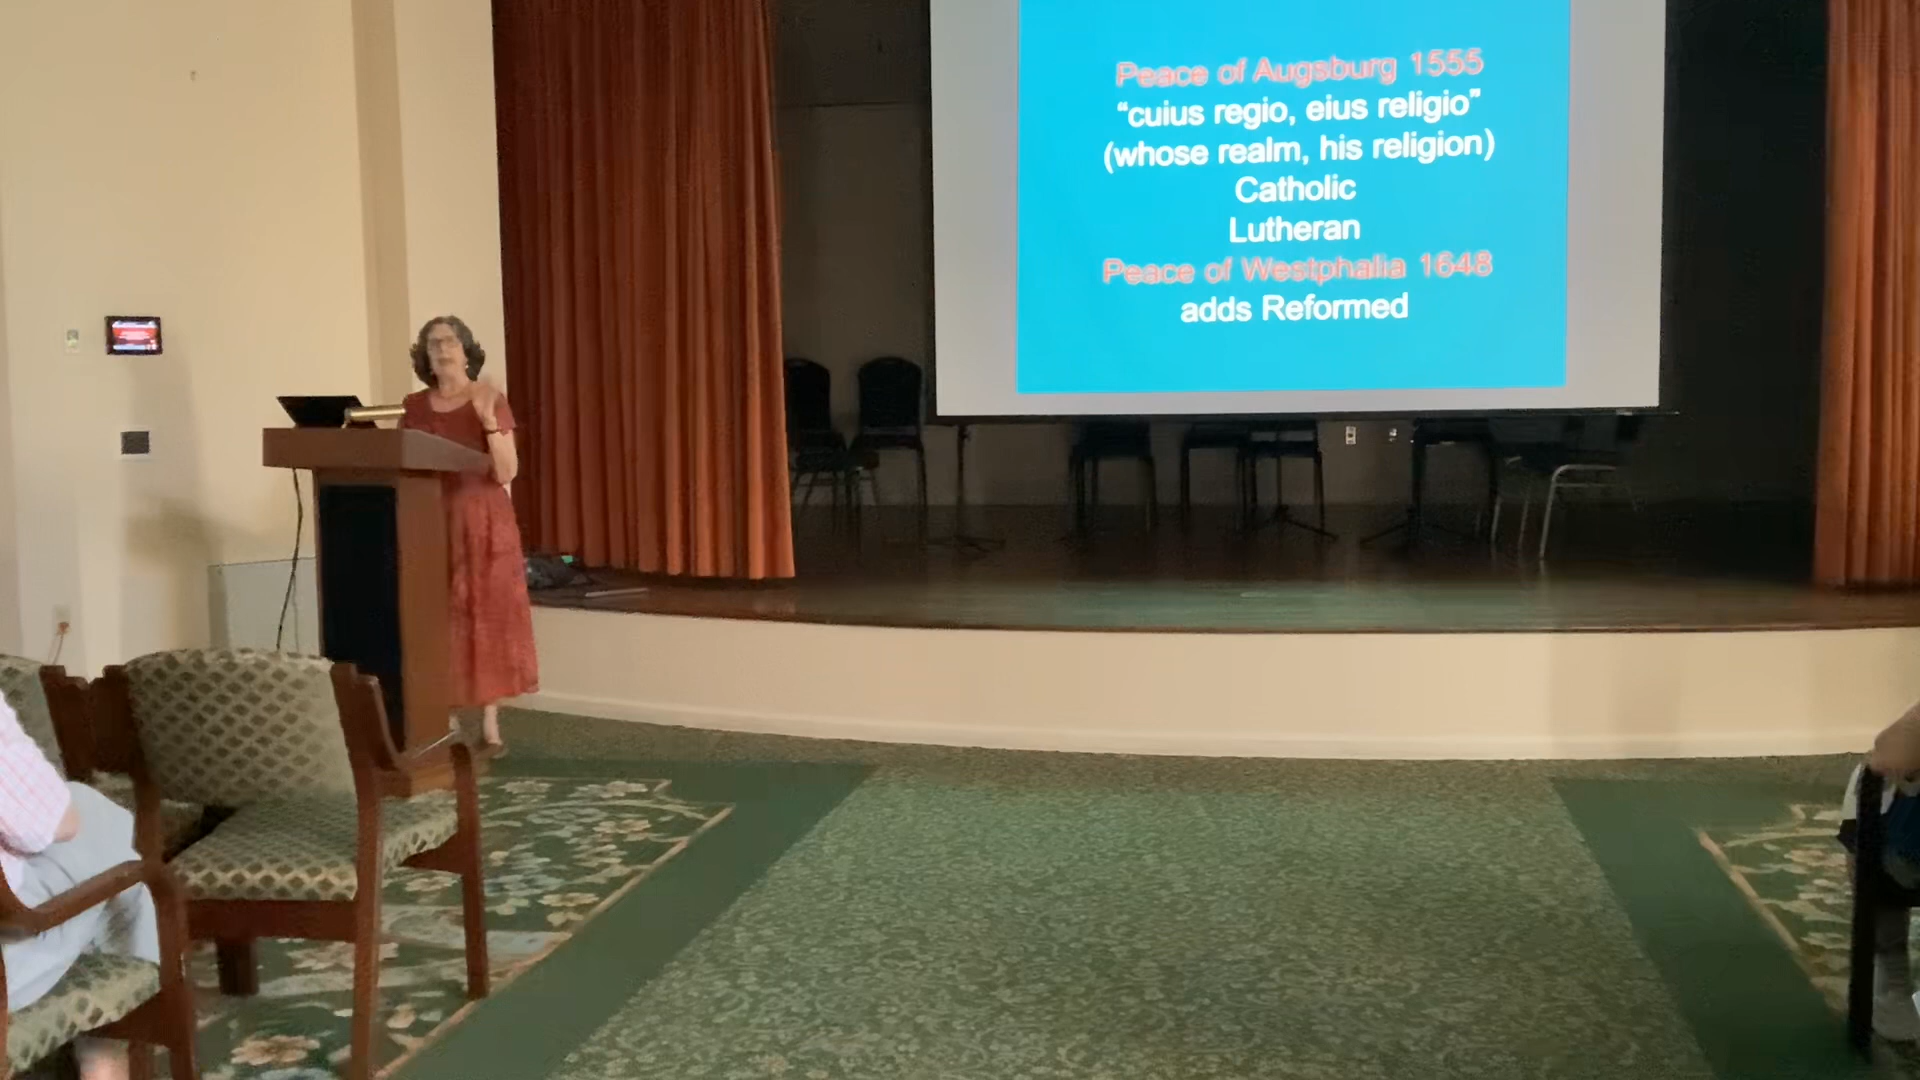 Peace of Augsburg 1555
“cuius regio, eius religio”
(whose realm, his religion)
Catholic
Lutheran
Peace of Westphalia 1648
adds Reformed